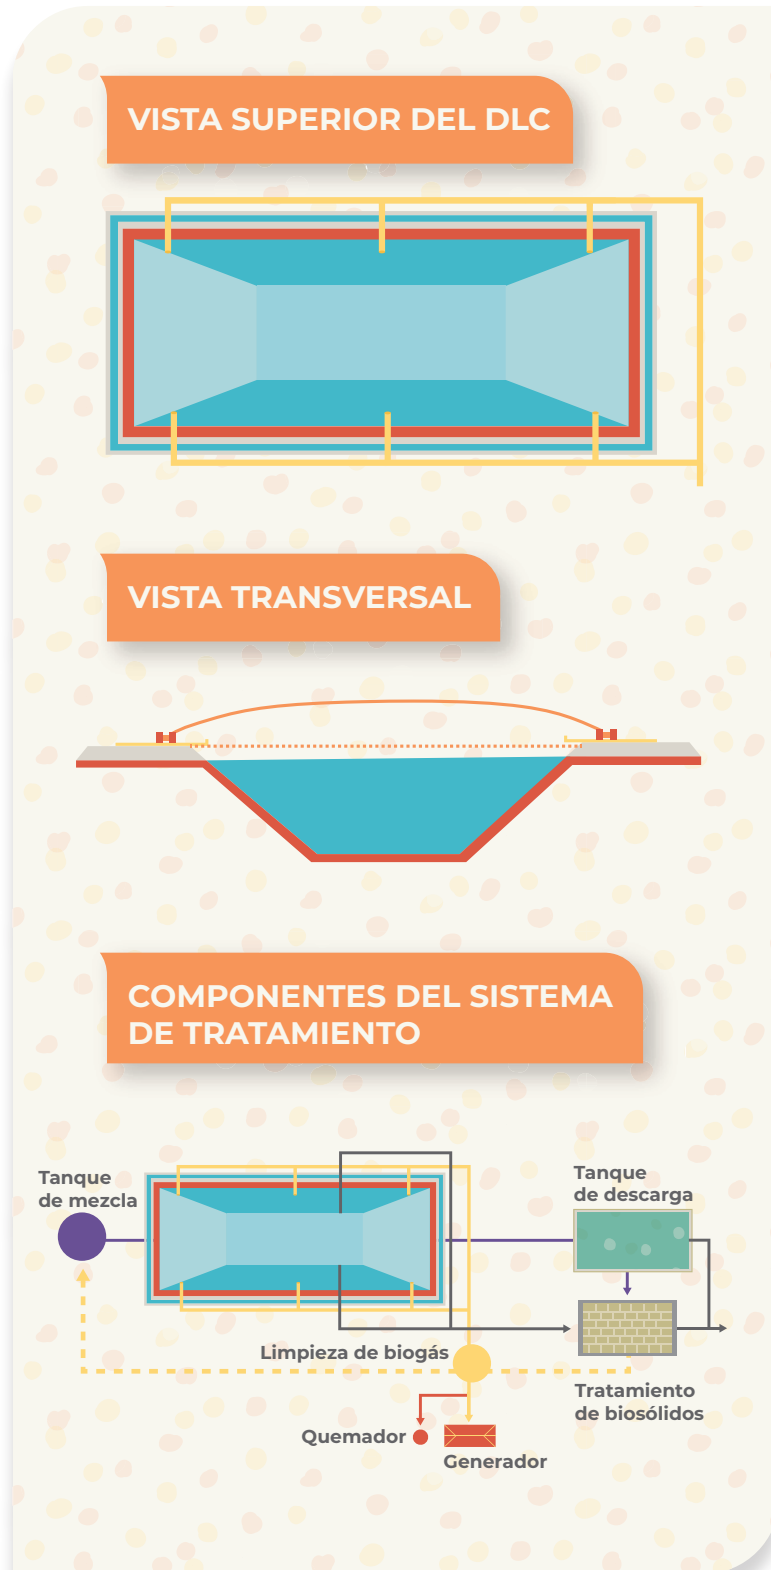 VISTA SUPERIOR DEL DLC
VISTA TRANSVERSAL
COMPONENTES DEL SISTEMA
DE TRATAMIENTO
Tanque
de mezcla
Tanque
de descarga
Limpieza de biogás
Tratamiento
de biosólidos
Quemador
Generador